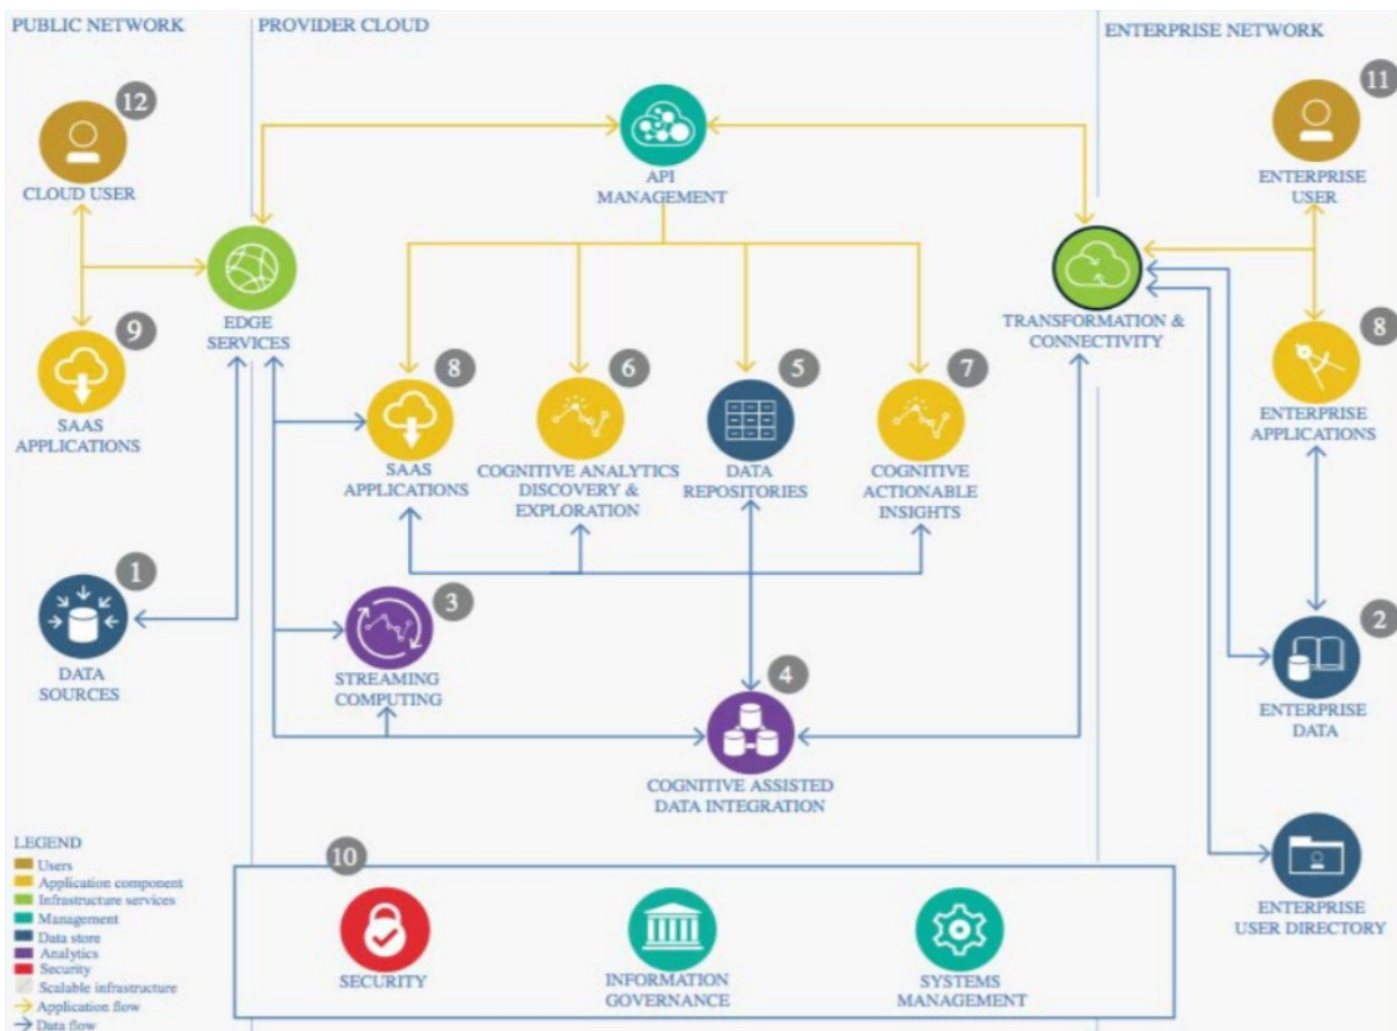 PUBLIC NETWORK
PROVIDER CLOUD
ENTERPRISE NETWORK
12
CLOUD USER
API
MANAGEMENT
11
ENTERPRISE
USER
EDGE
SERVICES
TRANSFORMATION &
CONNECTIVITY
9
SAAS
APPLICATIONS
8
SAAS
APPLICATIONS
6
COGNITIVE ANALYTICS
DISCOVERY &
EXPLORATION
5
DATA
REPOSITORIES
7
COGNITIVE
ACTIONABLE
INSIGHTS
8
ENTERPRISE
APPLICATIONS
1
DATA
SOURCES
3
STREAMING
COMPUTING
4
COGNITIVE ASSISTED
DATA INTEGRATION
2
ENTERPRISE
DATA
ENTERPRISE
USER DIRECTORY
10
SECURITY
INFORMATION
GOVERNANCE
SYSTEMS
MANAGEMENT
LEGEND
Users
Application component
Infrastructure services
Management
Data store
Analytics
Security
Scalable infrastructure
Application flow
Data flow